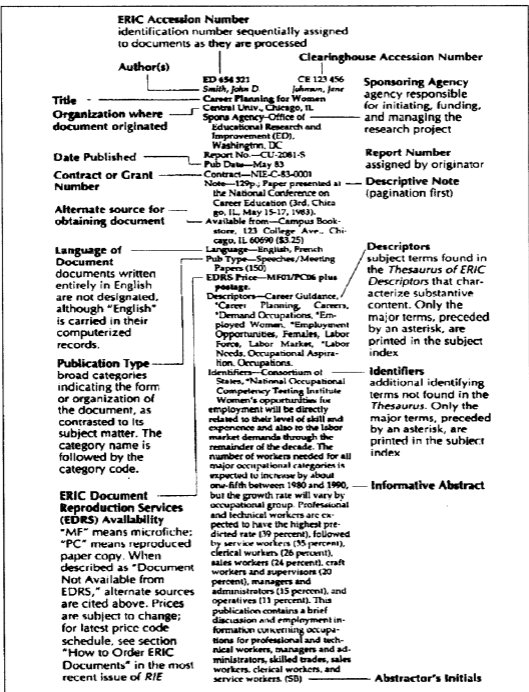 ERIC Accession Number
identification number sequentially assigned
to documents as they are processed
Clearinghouse Accession Number
Author(s)
ED 654 321 CE 123 456
Smith, John D. Johnson, Jane
Title
Career Planning for Women
Organization where
document originated
Central Univ., Chicago, IL.
Spons Agency—Office of
Educational Research and
Improvement (ED),
Washington, DC
Sponsoring Agency
agency responsible
for initiating, funding,
and managing the
research project
Report No.—CU-2081-S
Report Number
assigned by originator
Date Published
Pub Date—May 83
Contract or Grant
Number
Contract—NIE-C-83-0001
Note—129p.; Paper presented at
the National Conference on
Career Education (3rd, Chica
go, IL, May 15-17, 1983).
Descriptive Note
(pagination first)
Alternate source for
obtaining document
Available from—Campus Book-
store, 123 College Ave., Chi-
cago, IL 60690 ($3.25)
Language of
Document
documents written
entirely in English
are not designated,
although "English"
is carried in their
computerized
records.
Language—English, French
Publication Type
broad categories
indicating the form
or organization of
the document, as
contrasted to its
subject matter. The
category name is
followed by the
category code.
Pub Type—Speeches/Meeting
Papers (150)
ERIC Document
Reproduction Services
(EDRS) Availability
"MF" means microfiche;
"PC" means reproduced
paper copy. When
described as "Document
Not Available from
EDRS," alternate sources
are cited above. Prices
are subject to change;
for latest price code
schedule, see section
"How to Order ERIC
Documents" in the most
recent issue of RIE
EDRS Price—MF01/PC06 plus
postage.
Descriptors—Career Guidance,
*Career Planning, Careers,
*Demand Occupations, *Em-
ployed Women, *Employment
Opportunities, Females, Labor
Force, Labor Market, *Labor
Needs, Occupational Aspira-
tion, Occupations.
Descriptors
subject terms found
in the Thesaurus of ERIC
Descriptors that char-
acterize substantive
content. Only the
major terms, preceded
by an asterisk, are
printed in the subject
index
Identifiers—Consortium of
States, *National Occupational
Competency Testing Institute
Identifiers
additional identifying
terms not found in the
Thesaurus. Only the
major terms, preceded
by an asterisk, are
printed in the subject
index
Women's opportunities for
employment will be directly
related to their level of skill and
experience and also to the labor
market demands through the
remainder of the decade. The
number of workers needed for all
major occupational categories is
expected to increase by about
one-fifth between 1980 and 1990,
but the growth rate will vary by
occupational group. Professional
and technical workers are ex-
pected to have the highest pre-
dicted rate (39 percent), followed
by service workers (35 percent),
clerical workers (26 percent),
sales workers (24 percent), craft
workers and supervisors (20
percent), managers and
administrators (15 percent), and
operatives (11 percent). This
publication contains a brief
discussion and employment in-
formation concerning occupa-
tions for professional and tech-
nical workers, managers and ad-
ministrators, skilled trades, sales
workers, clerical workers, and
service workers. (SB)
Informative Abstract
Abstractor's Initials